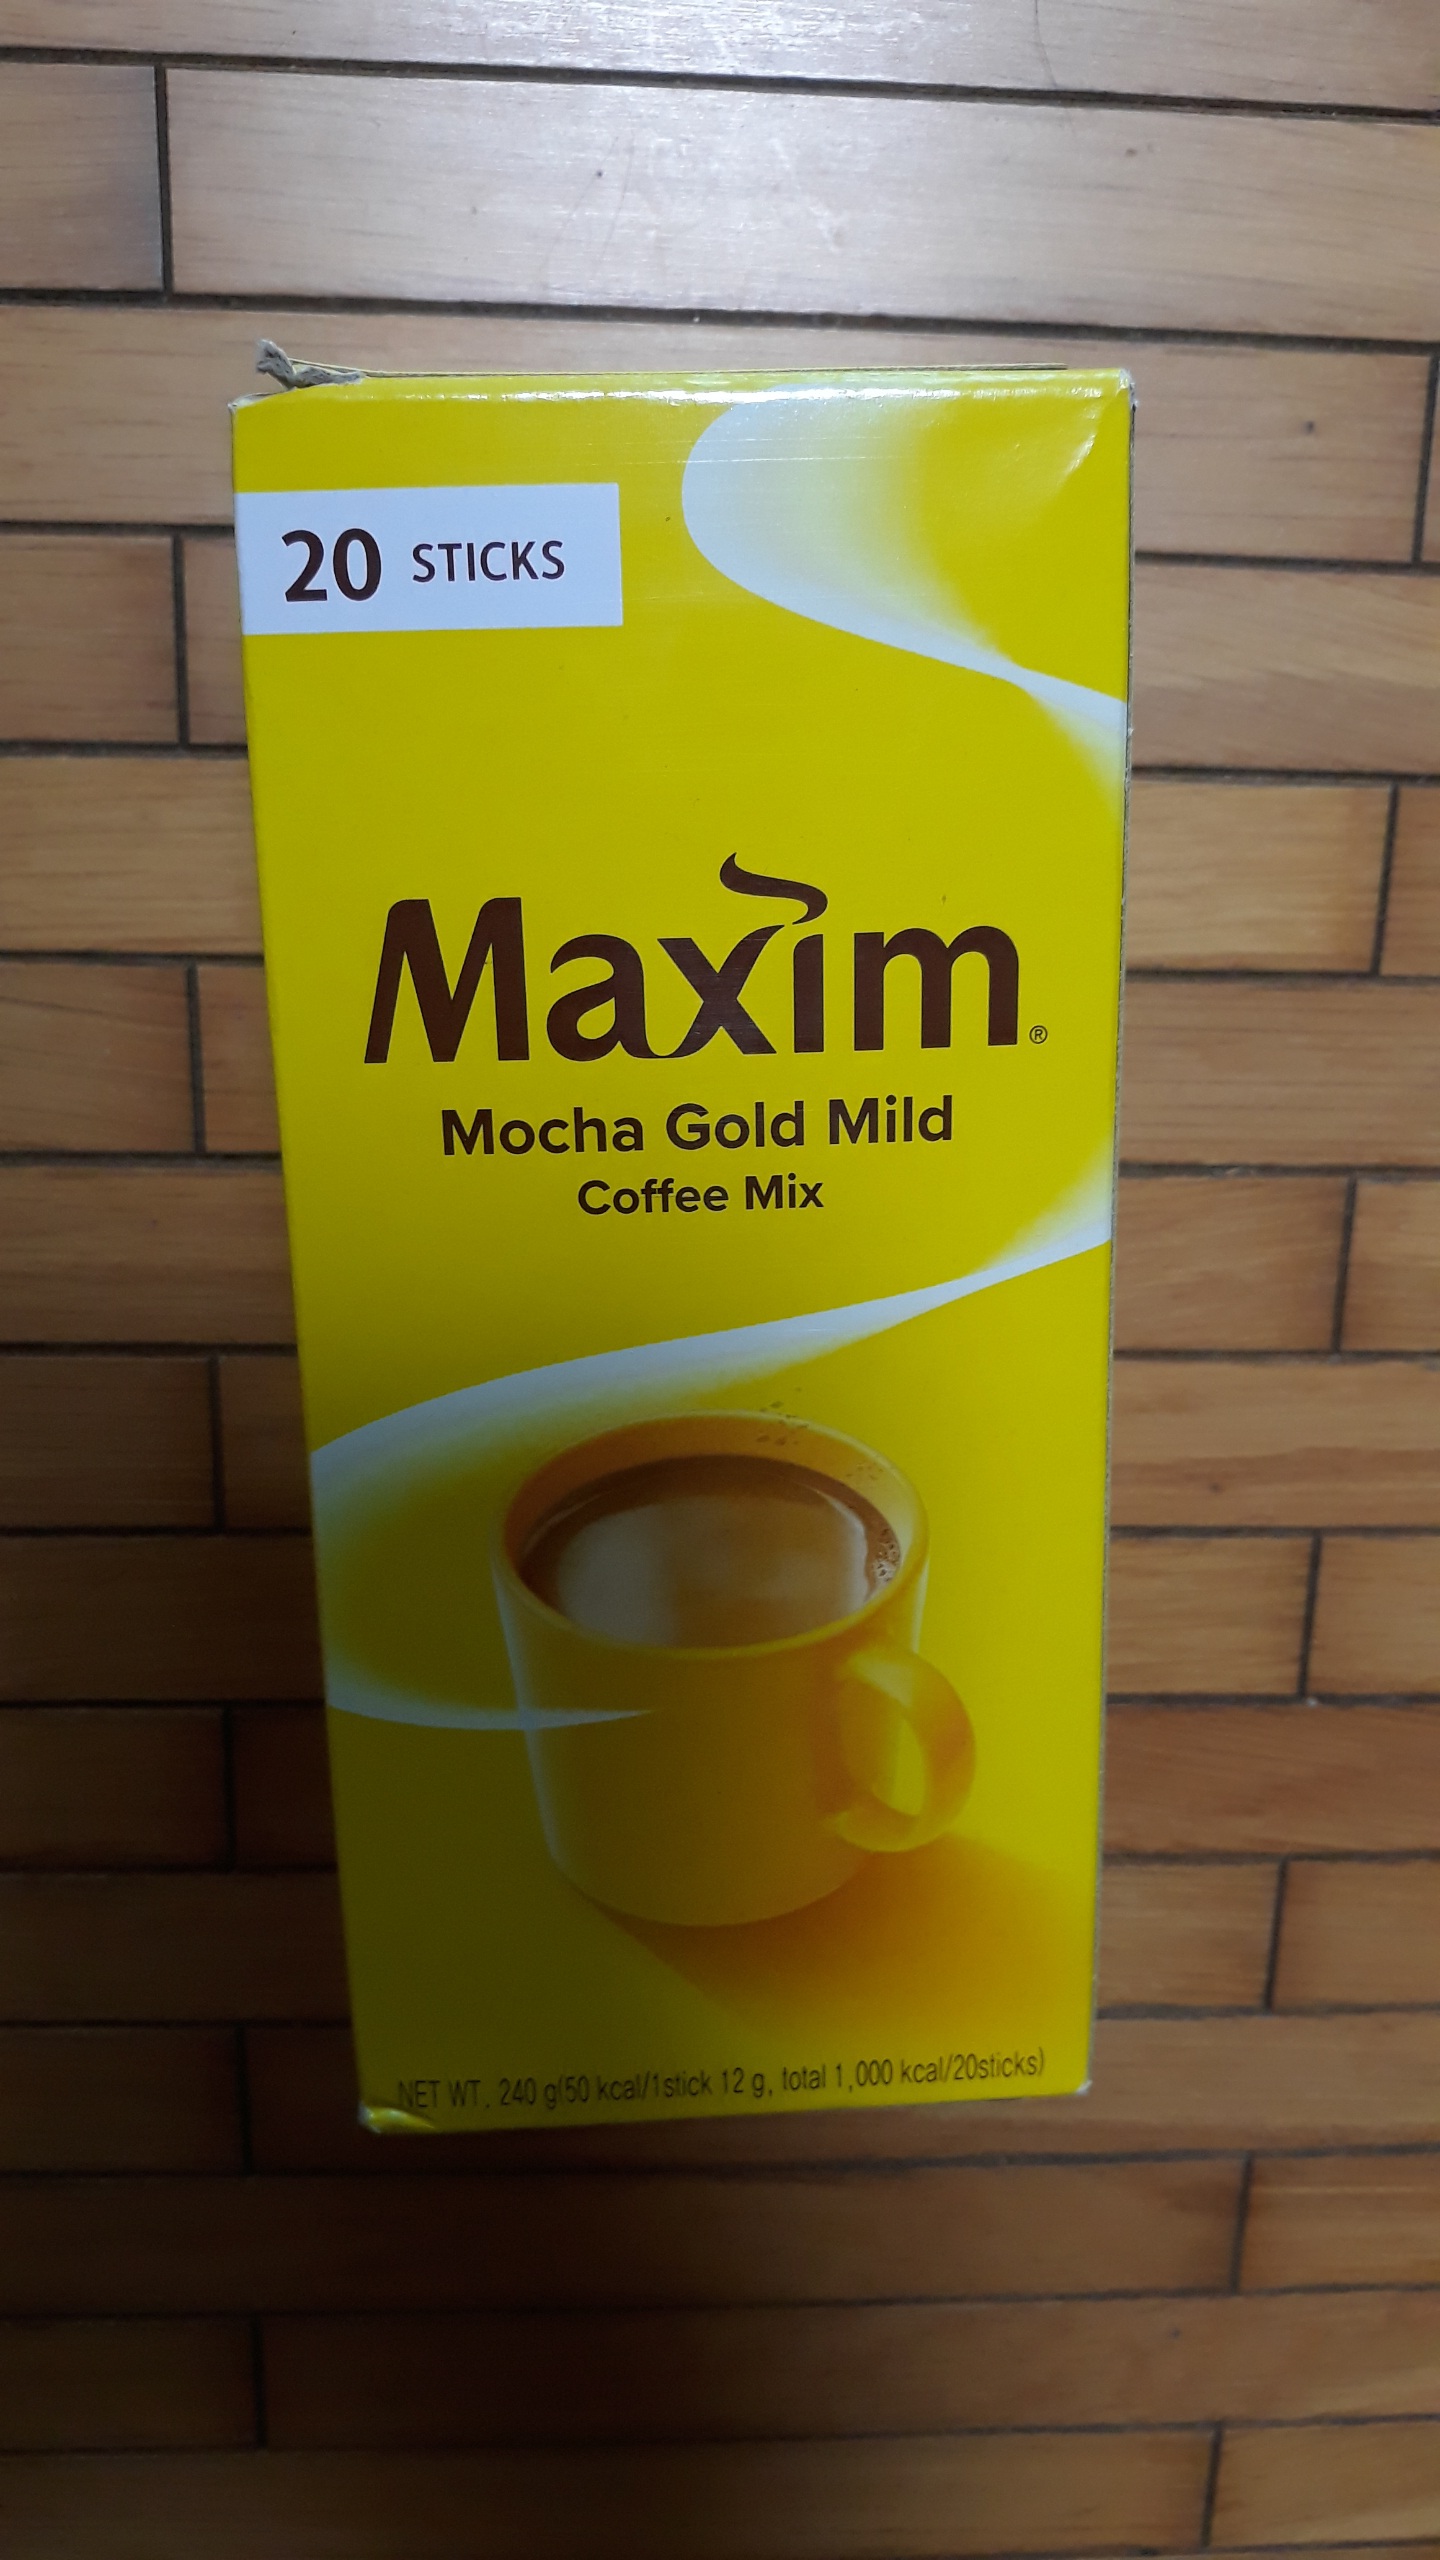 20 STICKS
Maxim®
Mocha Gold Mild
Coffee Mix
NET WT. 240 g(50 kcal/1stick 12 g, total 1,000 kcal/20sticks)